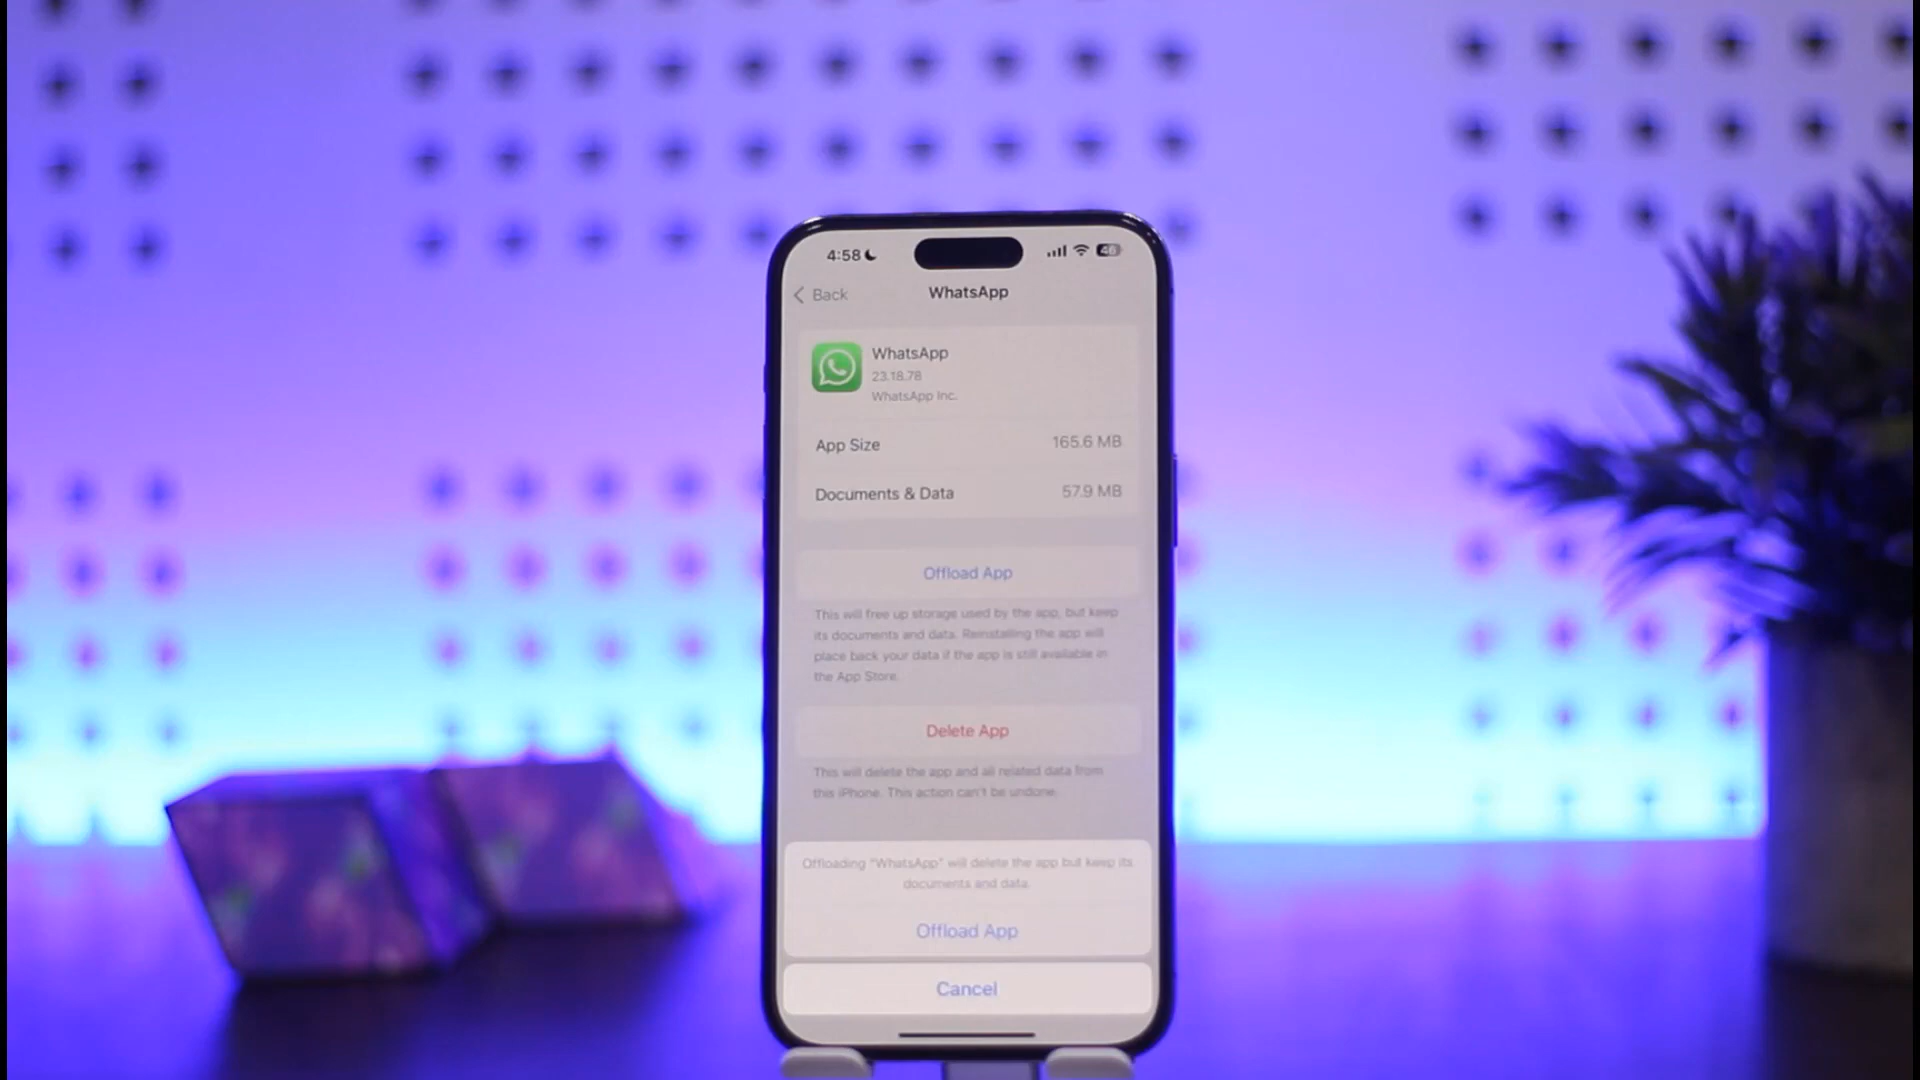 4:58
46
Back
WhatsApp
WhatsApp
23.18.78
WhatsApp Inc.
App Size
165.6 MB
Documents & Data
57.9 MB
Offload App
This will free up storage used by the app, but keep
its documents and data. Reinstalling the app will
place back your data if the app is still available in
the App Store.
Delete App
This will delete the app and all related data from
this iPhone. This action can't be undone.
Offloading "WhatsApp" will delete the app but keep its
documents and data.
Offload App
Cancel